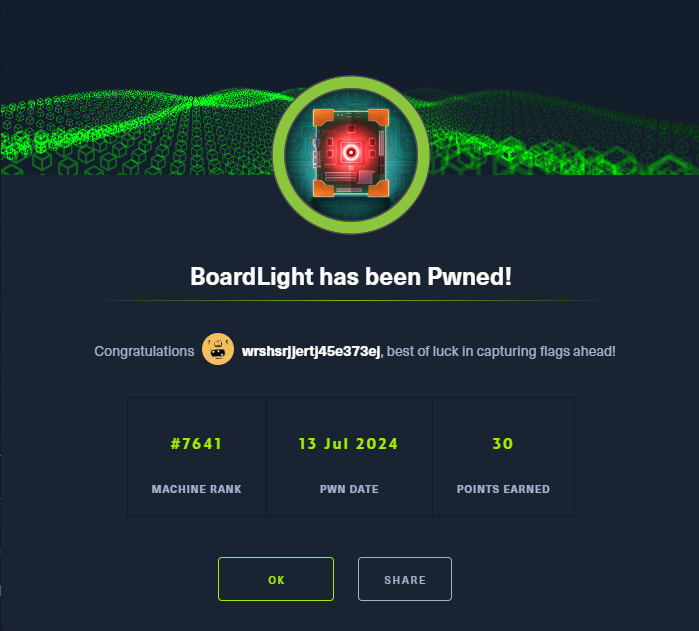 BoardLight has been Pwned!
Congratulations wrshsrjjertj45e373ej, best of luck in capturing flags ahead!
#7641 13 Jul 2024 30
MACHINE RANK PWN DATE POINTS EARNED
OK SHARE